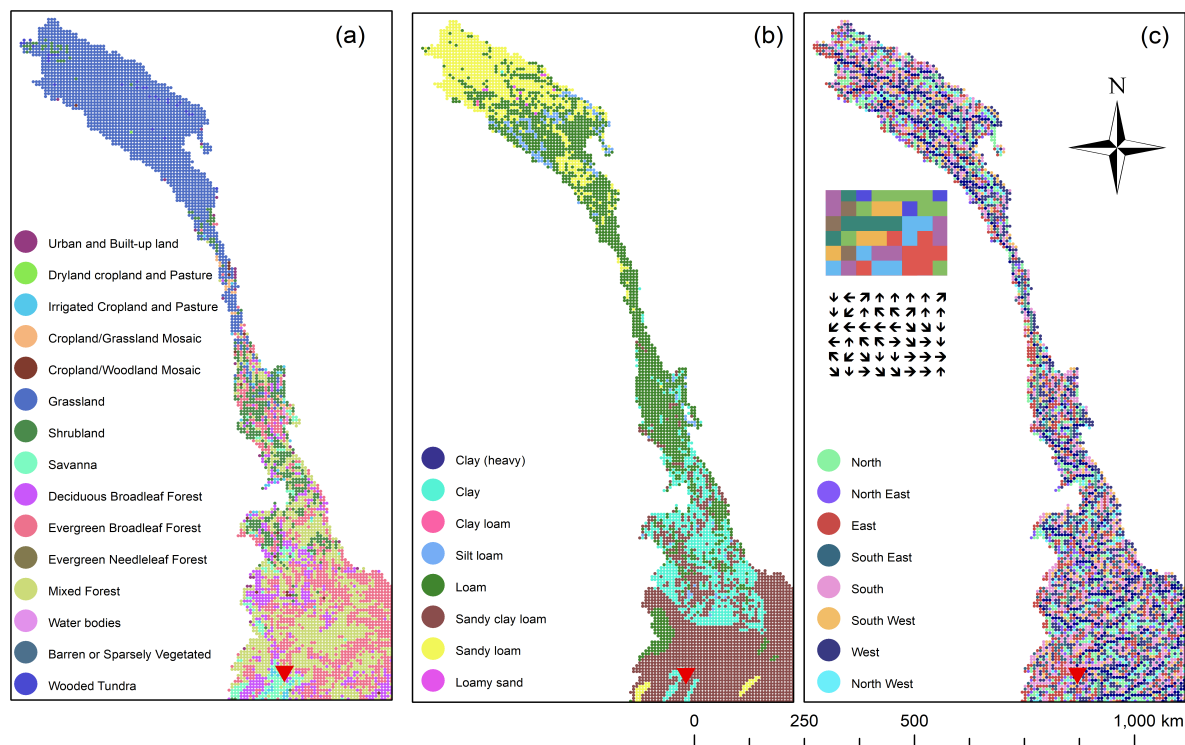 (a)
(b)
(c)
N
Urban and Built-up land
Dryland cropland and Pasture
Irrigated Cropland and Pasture
Cropland/Grassland Mosaic
Cropland/Woodland Mosaic
Grassland
Shrubland
Savanna
Deciduous Broadleaf Forest
Evergreen Broadleaf Forest
Evergreen Needleleaf Forest
Mixed Forest
Water bodies
Barren or Sparsely Vegetated
Wooded Tundra
Clay (heavy)
Clay
Clay loam
Silt loam
Loam
Sandy clay loam
Sandy loam
Loamy sand
North
North East
East
South East
South
South West
West
North West
0 250 500 1,000 km